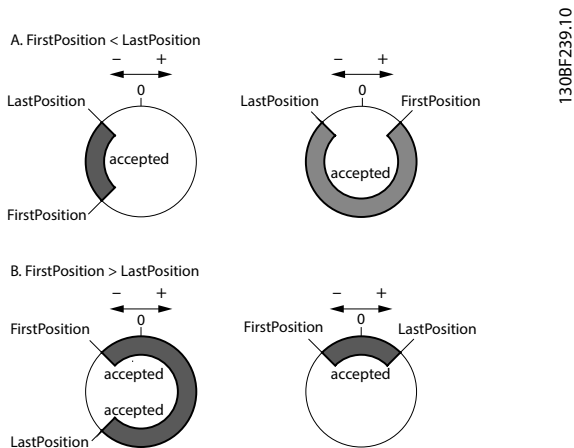 130BF239.10
A. FirstPosition < LastPosition
− +
0
LastPosition
accepted
FirstPosition
− +
0
LastPosition
FirstPosition
accepted
B. FirstPosition > LastPosition
− +
0
FirstPosition
accepted
accepted
LastPosition
− +
0
FirstPosition
LastPosition
accepted